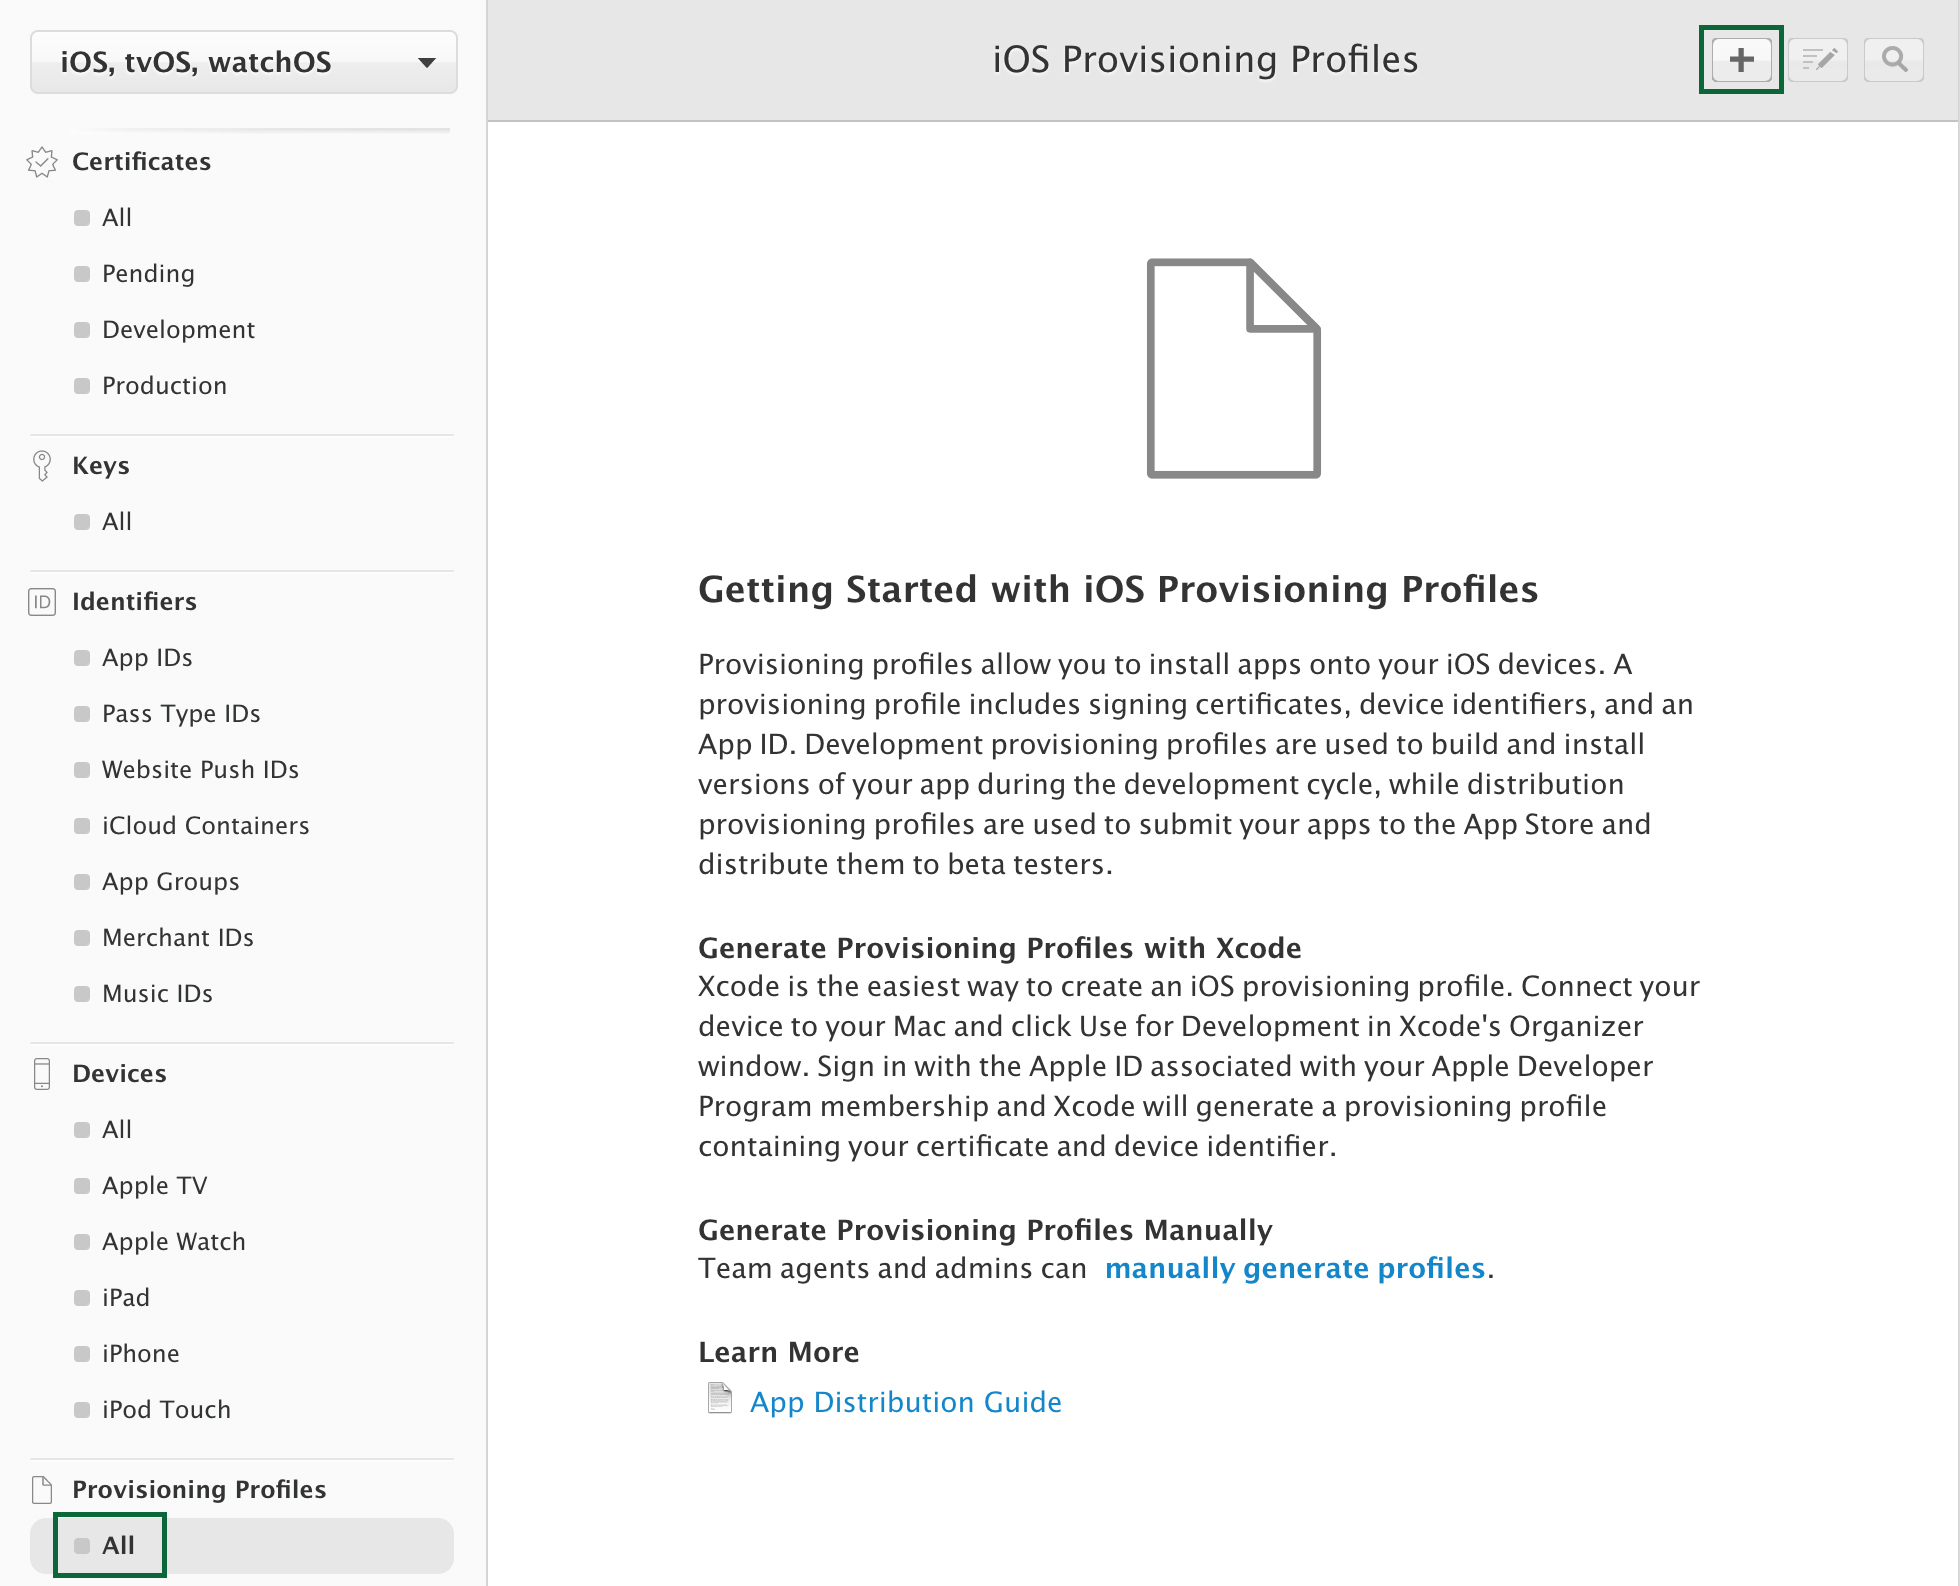 iOS, tvOS, watchOS
iOS Provisioning Profiles
Certificates
All
Pending
Development
Production
Keys
All
ID Identifiers
App IDs
Pass Type IDs
Website Push IDs
iCloud Containers
App Groups
Merchant IDs
Music IDs
Devices
All
Apple TV
Apple Watch
iPad
iPhone
iPod Touch
Provisioning Profiles
All
Getting Started with iOS Provisioning Profiles
Provisioning profiles allow you to install apps onto your iOS devices. A
provisioning profile includes signing certificates, device identifiers, and an
App ID. Development provisioning profiles are used to build and install
versions of your app during the development cycle, while distribution
provisioning profiles are used to submit your apps to the App Store and
distribute them to beta testers.
Generate Provisioning Profiles with Xcode
Xcode is the easiest way to create an iOS provisioning profile. Connect your
device to your Mac and click Use for Development in Xcode's Organizer
window. Sign in with the Apple ID associated with your Apple Developer
Program membership and Xcode will generate a provisioning profile
containing your certificate and device identifier.
Generate Provisioning Profiles Manually
Team agents and admins can manually generate profiles.
Learn More
App Distribution Guide